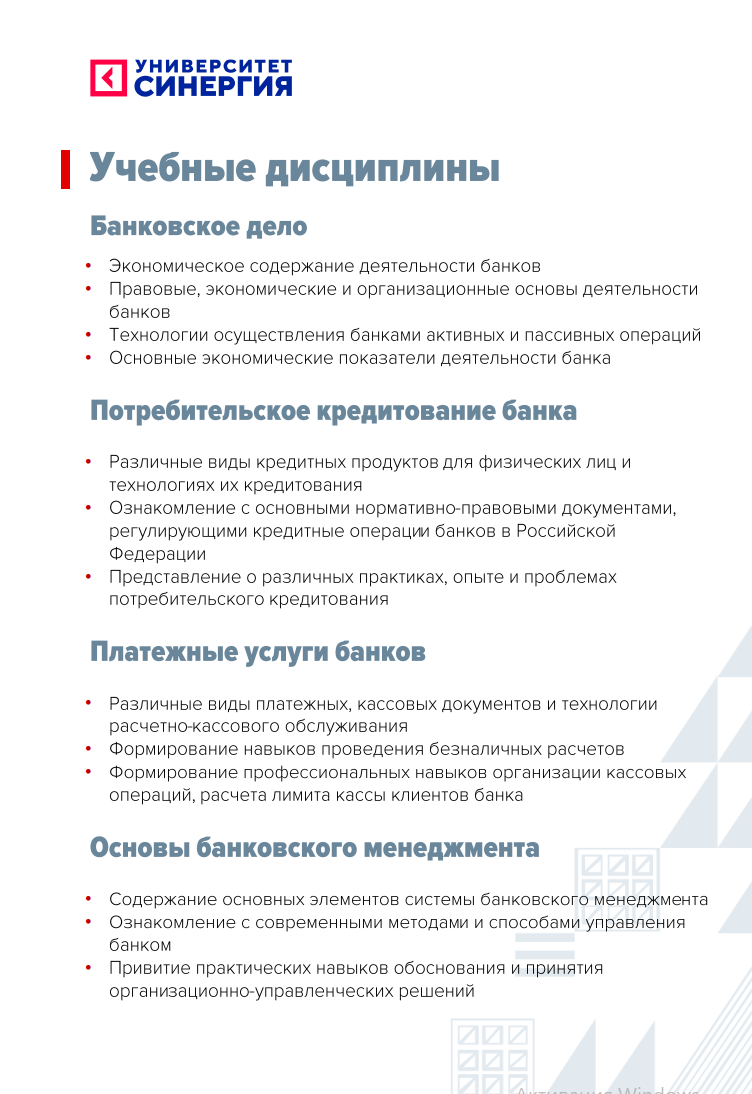 УНИВЕРСИТЕТ
СИНЕРГИЯ
Учебные дисциплины
Банковское дело
• Экономическое содержание деятельности банков
• Правовые, экономические и организационные основы деятельности
банков
• Технологии осуществления банками активных и пассивных операций
• Основные экономические показатели деятельности банка
Потребительское кредитование банка
• Различные виды кредитных продуктов для физических лиц и
технологиях их кредитования
• Ознакомление с основными нормативно-правовыми документами,
регулирующими кредитные операции банков в Российской
Федерации
• Представление о различных практиках, опыте и проблемах
потребительского кредитования
Платежные услуги банков
• Различные виды платежных, кассовых документов и технологии
расчетно-кассового обслуживания
• Формирование навыков проведения безналичных расчетов
• Формирование профессиональных навыков организации кассовых
операций, расчета лимита кассы клиентов банка
Основы банковского менеджмента
• Содержание основных элементов системы банковского менеджмента
• Ознакомление с современными методами и способами управления
банком
• Привитие практических навыков обоснования и принятия
организационно-управленческих решений
Активация Windows